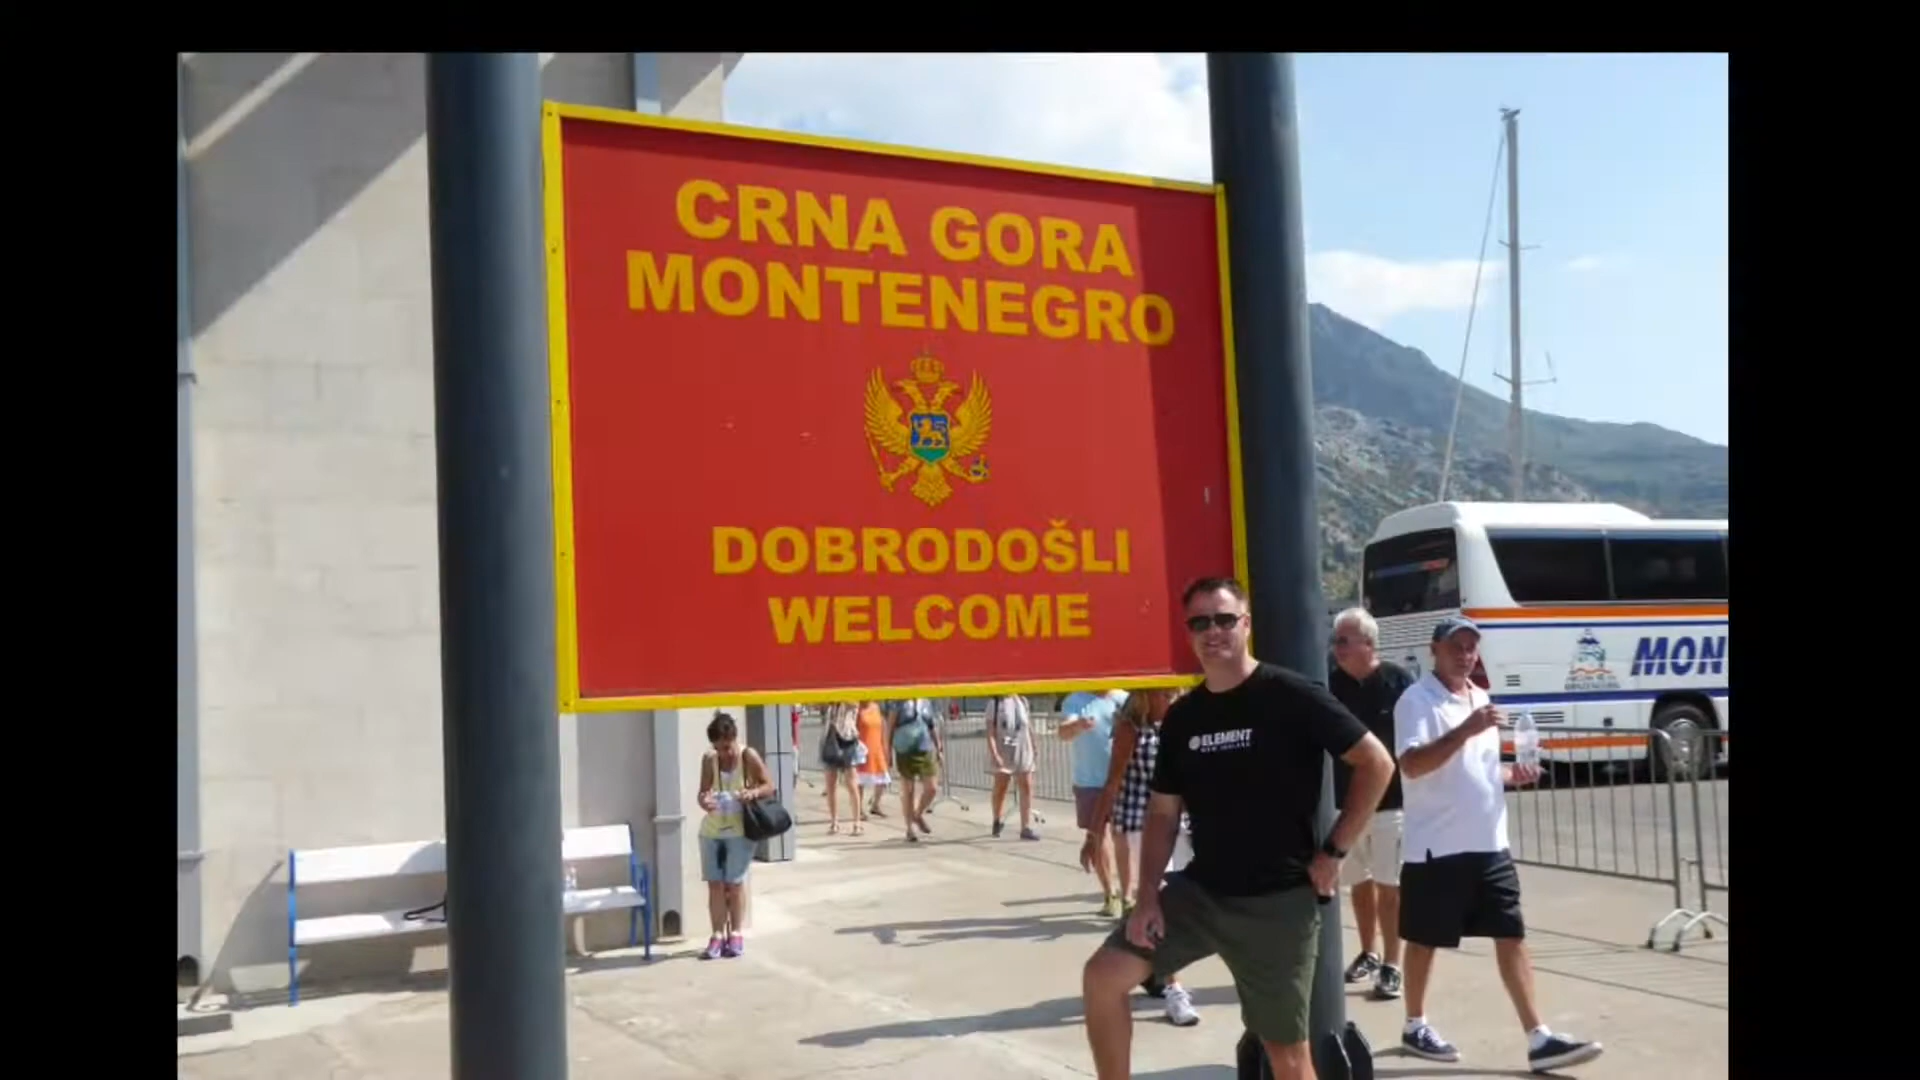 CRNA GORA
MONTENEGRO
DOBRODOŠLI
WELCOME
ELEMENT
MON